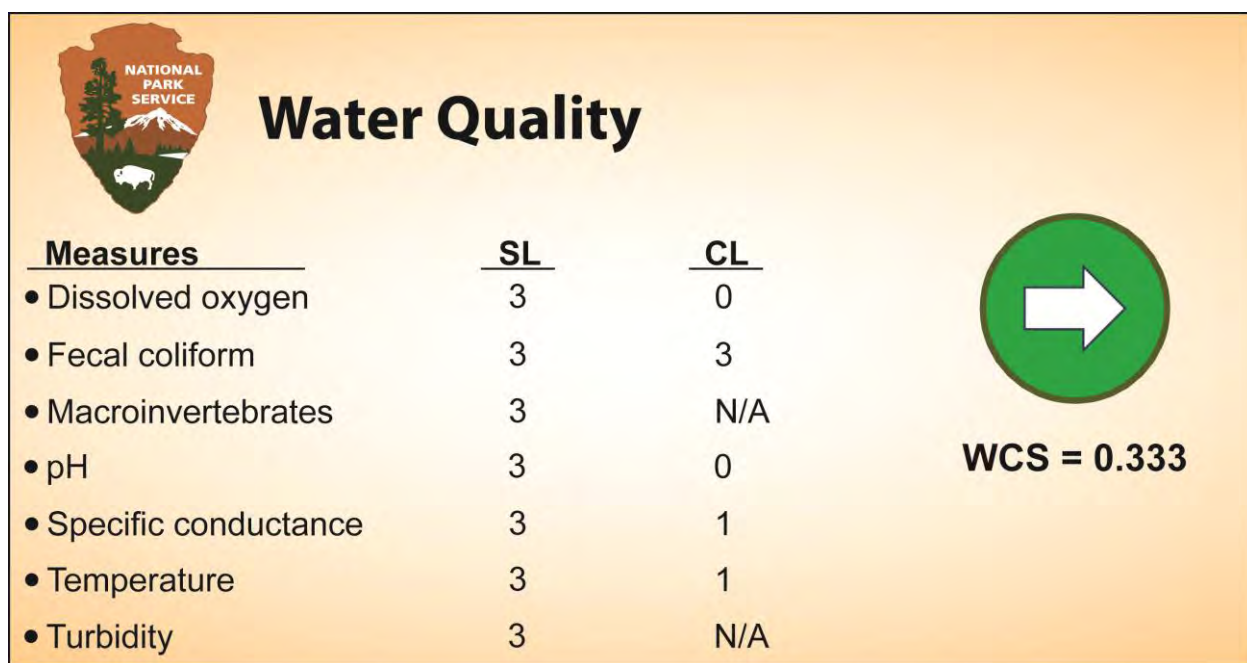 NATIONAL
PARK
SERVICE
Water Quality
Measures SL CL
• Dissolved oxygen 3 0
• Fecal coliform 3 3
• Macroinvertebrates 3 N/A
• pH 3 0
WCS = 0.333
• Specific conductance 3 1
• Temperature 3 1
• Turbidity 3 N/A